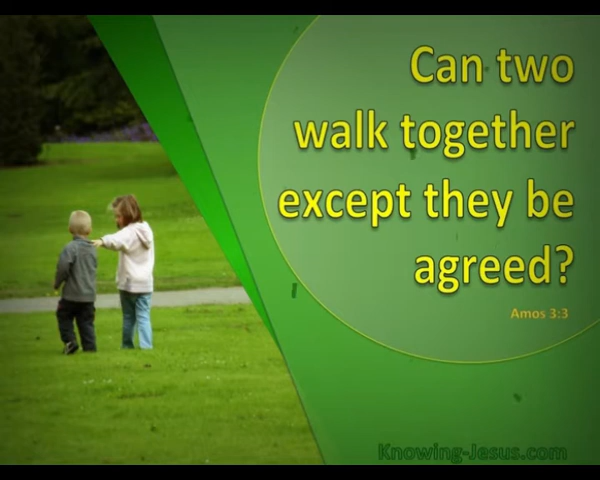 Can two
walk together
except they be
agreed?
Amos 3:3
Knowing-Jesus.com